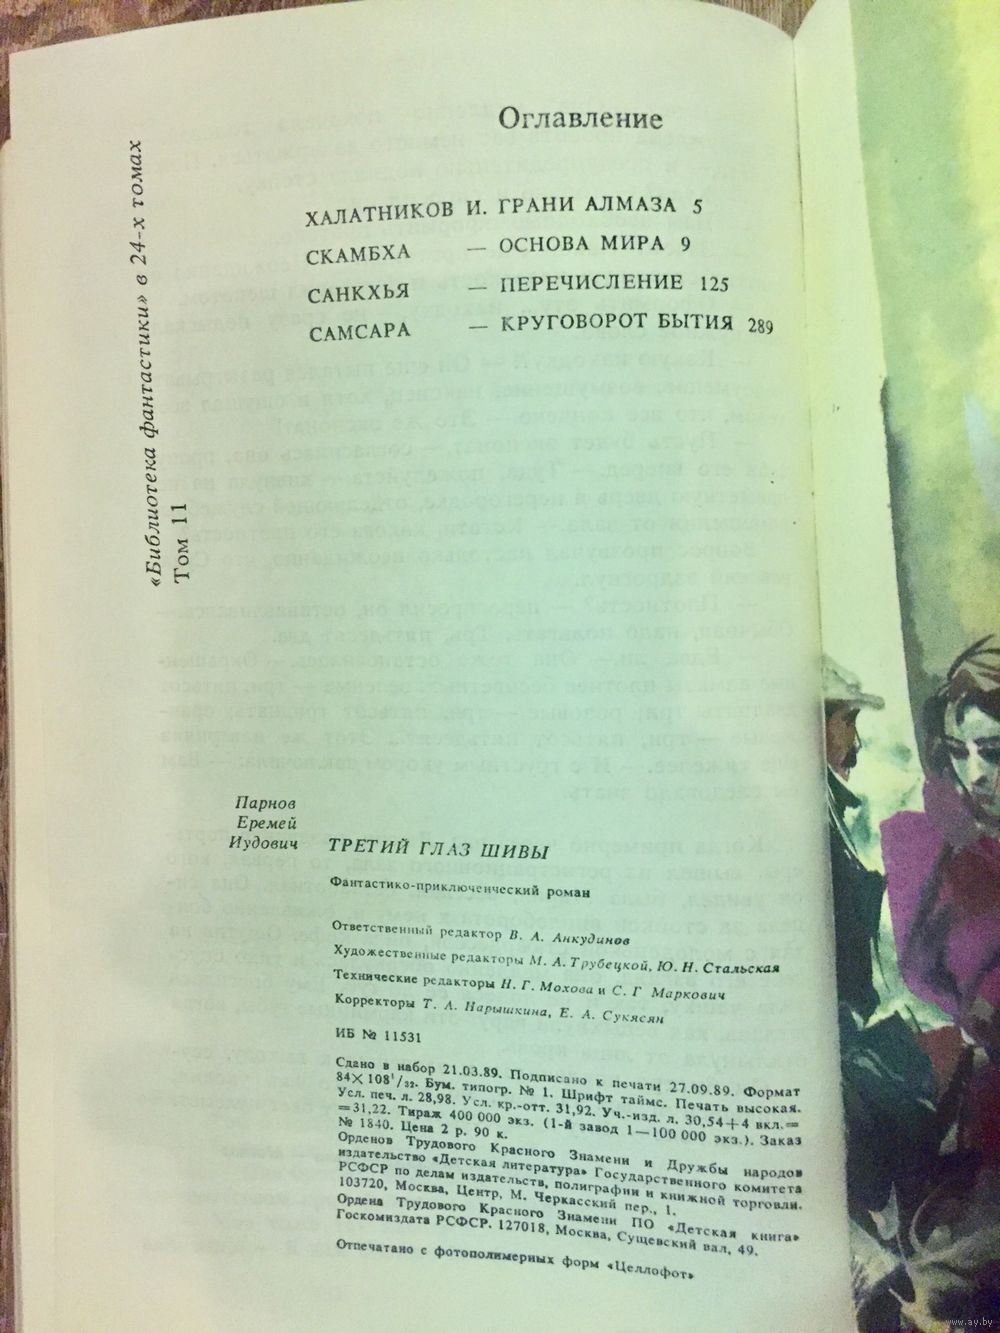 Оглавление
ХАЛАТНИКОВ И. ГРАНИ АЛМАЗА 5
СКАМБХА — ОСНОВА МИРА 9
САНКХЬЯ — ПЕРЕЧИСЛЕНИЕ 125
САМСАРА — КРУГОВОРОТ БЫТИЯ 289
«Библиотека фантастики» в 24-х томах
Том 11
Парнов
Еремей
Иудович
ТРЕТИЙ ГЛАЗ ШИВЫ
Фантастико-приключенческий роман
Ответственный редактор В. А. Анкудинов
Художественные редакторы М. А. Трубецкой, Ю. Н. Стальская
Технические редакторы Н. Г. Мохова и С. Г Маркович
Корректоры Т. А. Нарышкина, Е. А. Сукясян
ИБ № 11531
Сдано в набор 21.03.89. Подписано к печати 27.09.89. Формат
84×108¹/₃₂. Бум. типогр. № 1. Шрифт таймс. Печать высокая.
Усл. печ. л. 28,98. Усл. кр.-отт. 31,92. Уч.-изд. л. 30,54+4 вкл.=
=31,22. Тираж 400 000 экз. (1-й завод 1—100 000 экз.). Заказ
№ 1840. Цена 2 р. 90 к.
Орденов Трудового Красного Знамени и Дружбы народов
издательство «Детская литература» Государственного комитета
РСФСР по делам издательств, полиграфии и книжной торговли.
103720, Москва, Центр, М. Черкасский пер., 1.
Ордена Трудового Красного Знамени ПО «Детская книга»
Госкомиздата РСФСР. 127018, Москва, Сущевский вал, 49.
Отпечатано с фотополимерных форм «Целлофот»
www.ay.by